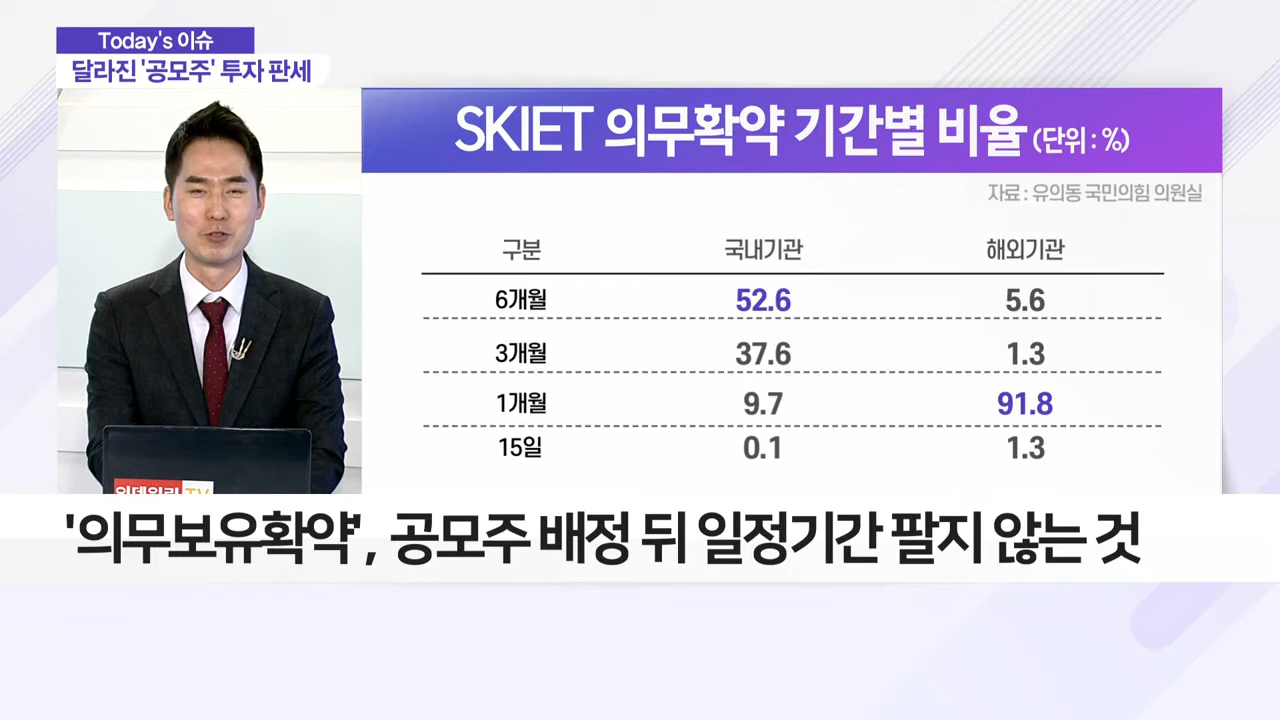 Today's 이슈
달라진 '공모주' 투자 판세
SKIET 의무확약 기간별 비율 (단위 : %)
자료 : 유의동 국민의힘 의원실
구분 국내기관 해외기관
6개월 52.6 5.6
3개월 37.6 1.3
1개월 9.7 91.8
15일 0.1 1.3
이데일리 TV
'의무보유확약', 공모주 배정 뒤 일정기간 팔지 않는 것